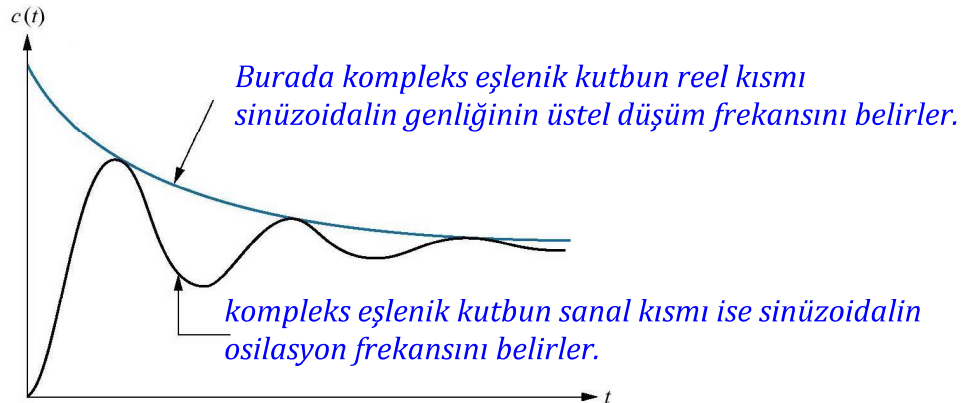 c(t)
Burada kompleks eşlenik kutbun reel kısmı
sinüzoidalin genliğinin üstel düşüm frekansını belirler.
kompleks eşlenik kutbun sanal kısmı ise sinüzoidalin
osilasyon frekansını belirler.
t